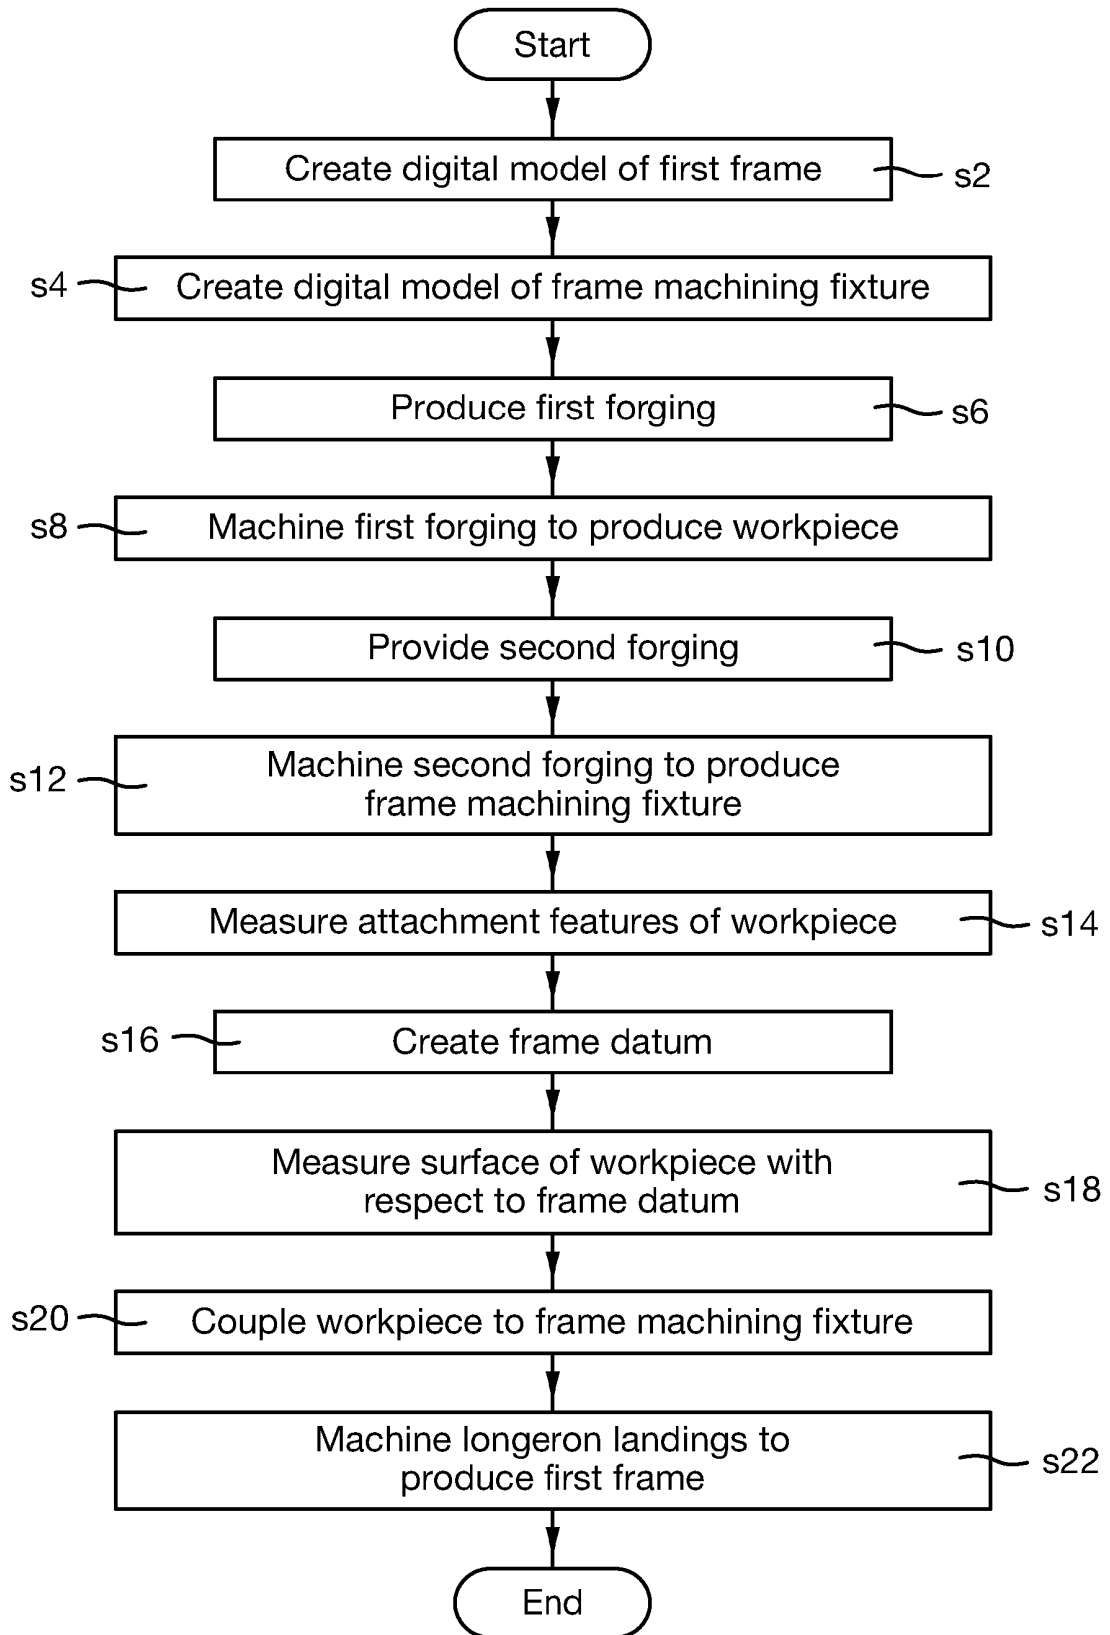 Start
Create digital model of first frame
s2
s4
Create digital model of frame machining fixture
Produce first forging
s6
s8
Machine first forging to produce workpiece
Provide second forging
s10
s12
Machine second forging to produce
frame machining fixture
Measure attachment features of workpiece
s14
s16
Create frame datum
Measure surface of workpiece with
respect to frame datum
s18
s20
Couple workpiece to frame machining fixture
Machine longeron landings to
produce first frame
s22
End